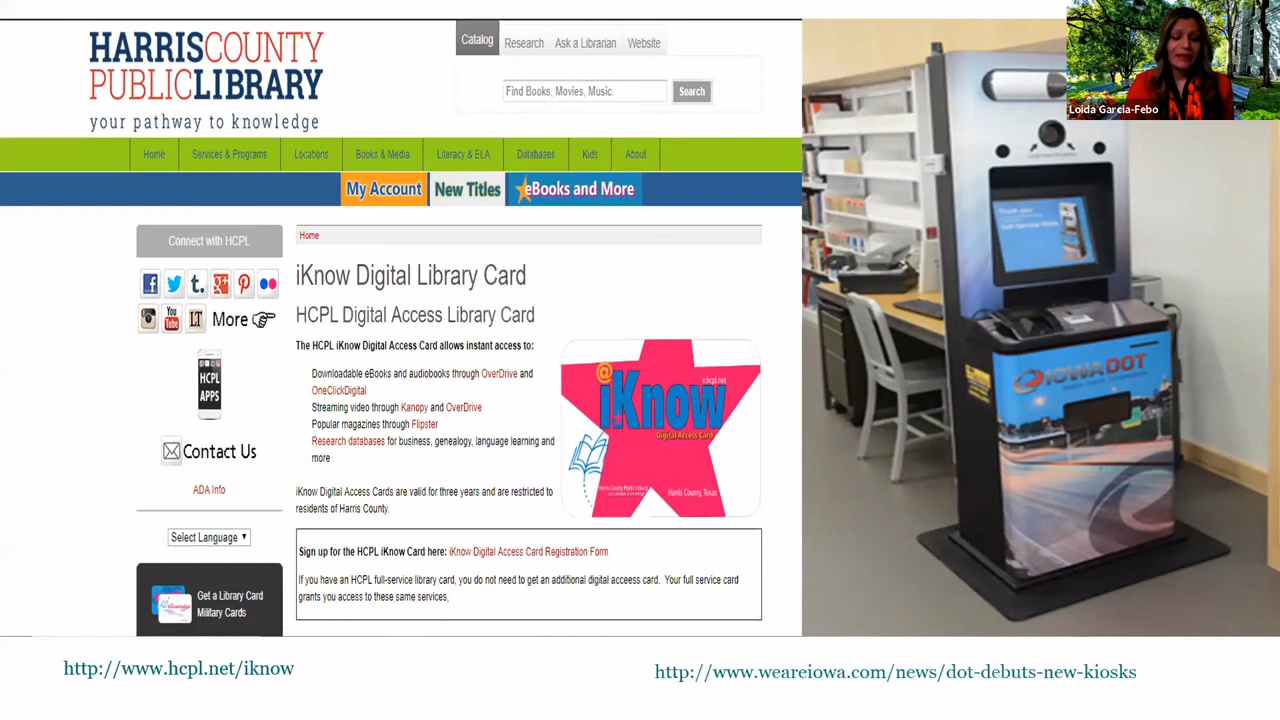 HARRISCOUNTY
PUBLICLIBRARY
your pathway to knowledge
Catalog
Research
Ask a Librarian
Website
Find Books, Movies, Music.
Search
Home
Services & Programs
Locations
Books & Media
Literacy & ELA
Databases
Kids
About
My Account
New Titles
eBooks and More
Connect with HCPL
You
Tube
LT
More
HCPL
APPS
Contact Us
ADA Info
Select Language
Get a Library Card
Military Cards
Home
iKnow Digital Library Card
HCPL Digital Access Library Card
The HCPL iKnow Digital Access Card allows instant access to:
Downloadable eBooks and audiobooks through OverDrive and
OneClickDigital
Streaming video through Kanopy and OverDrive
Popular magazines through Flipster
Research databases for business, genealogy, language learning and
more
iKnow Digital Access Cards are valid for three years and are restricted to
residents of Harris County.
@
e.hcpl.net
iKnow
Digital Access Card
Harris County Public Library
Harris County, Texas
Sign up for the HCPL iKnow Card here: iKnow Digital Access Card Registration Form
If you have an HCPL full-service library card, you do not need to get an additional digital acceess card. Your full service card
grants you access to these same services,
Loida Garcia-Febo
IOWADOT
http://www.hcpl.net/iknow
http://www.weareiowa.com/news/dot-debuts-new-kiosks